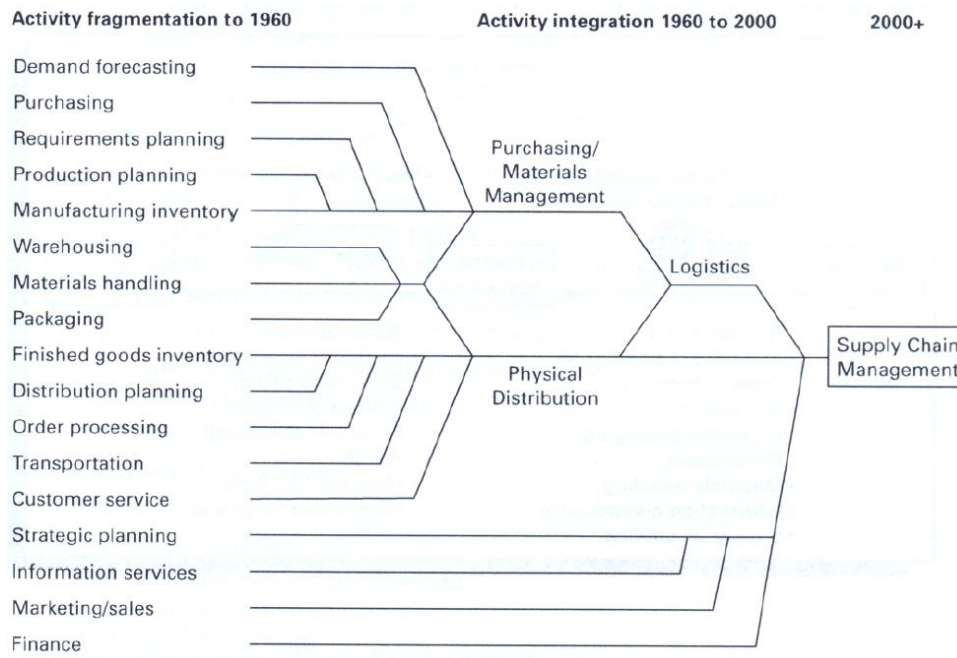 Activity fragmentation to 1960
Activity integration 1960 to 2000
2000+
Demand forecasting
Purchasing
Requirements planning
Production planning
Manufacturing inventory
Warehousing
Materials handling
Packaging
Finished goods inventory
Distribution planning
Order processing
Transportation
Customer service
Strategic planning
Information services
Marketing/sales
Finance
Purchasing/
Materials
Management
Logistics
Physical
Distribution
Supply Chain
Management